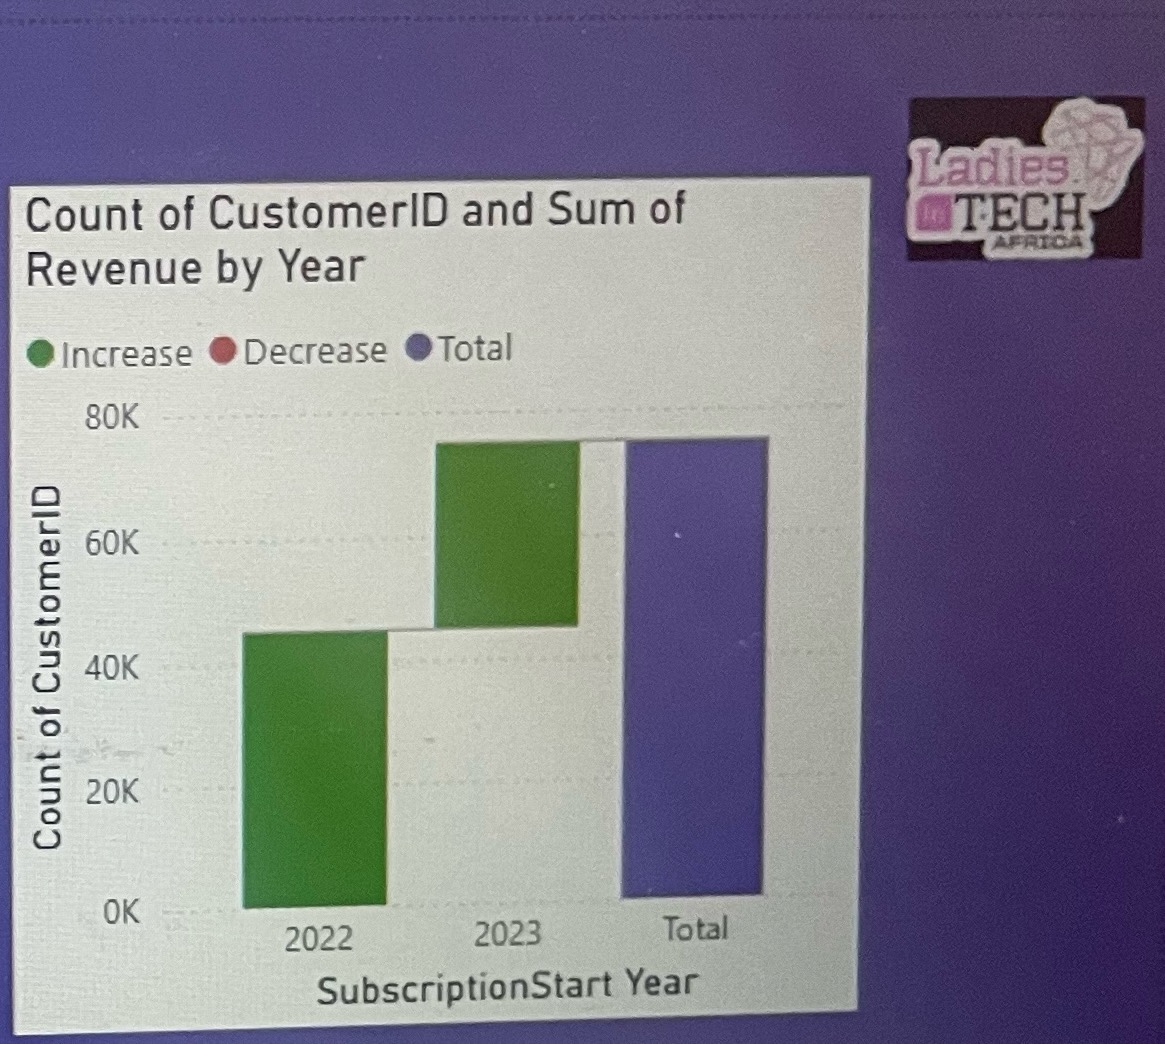 Ladies
in TECH
AFRICA
Count of CustomerID and Sum of
Revenue by Year
Increase Decrease Total
80K
60K
40K
20K
0K
Count of CustomerID
2022 2023 Total
SubscriptionStart Year